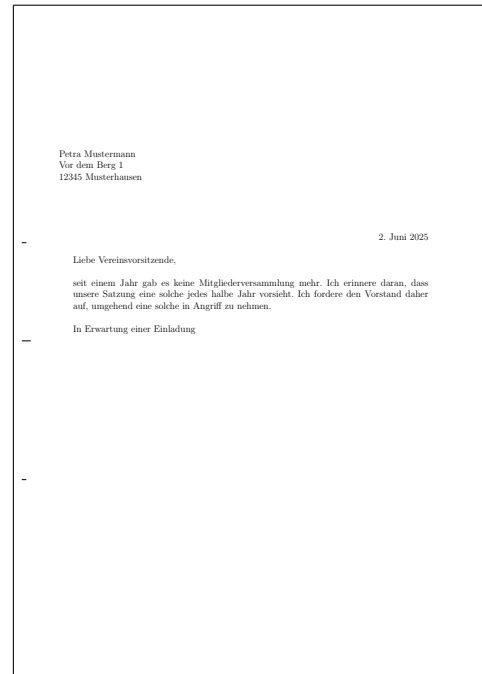 Petra Mustermann
Vor dem Berg 1
12345 Musterhausen
2. Juni 2025
Liebe Vereinsvorsitzende,
seit einem Jahr gab es keine Mitgliederversammlung mehr. Ich erinnere daran, dass
unsere Satzung eine solche jedes halbe Jahr vorsieht. Ich fordere den Vorstand daher
auf, umgehend eine solche in Angriff zu nehmen.
In Erwartung einer Einladung